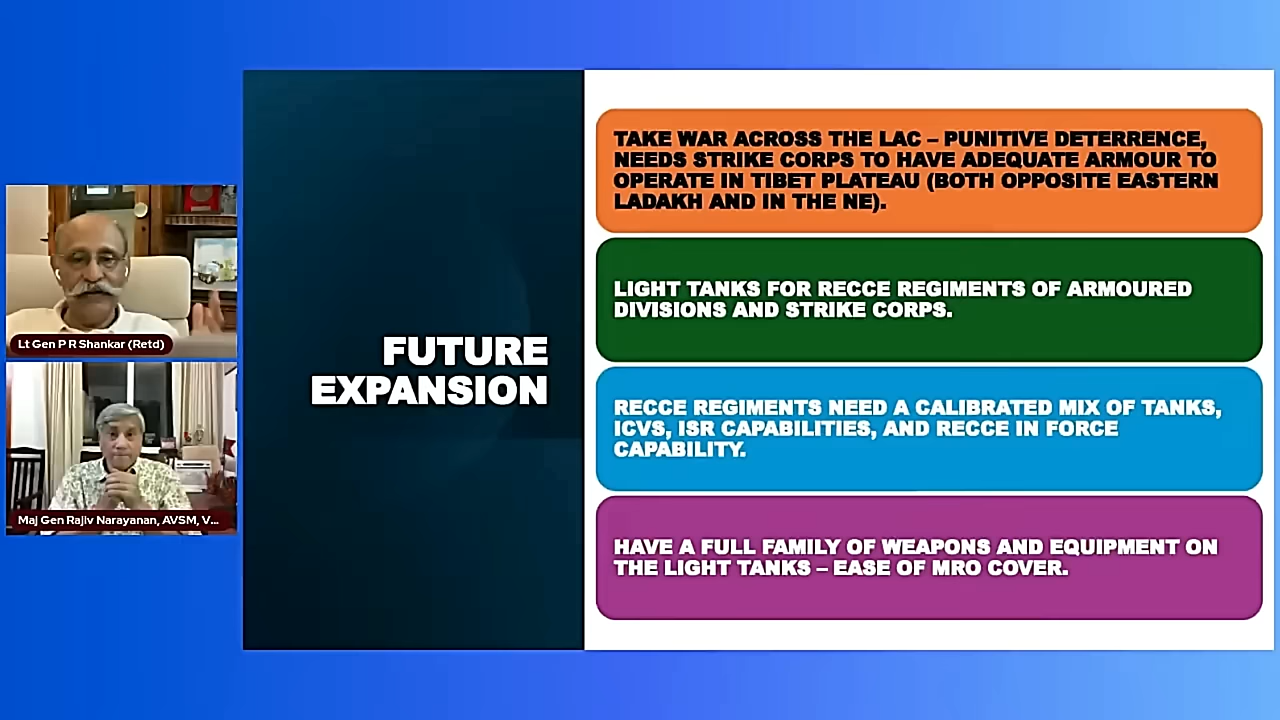 Lt Gen P R Shankar (Retd)
Maj Gen Rajiv Narayanan, AVSM, V...
FUTURE
EXPANSION
TAKE WAR ACROSS THE LAC – PUNITIVE DETERRENCE,
NEEDS STRIKE CORPS TO HAVE ADEQUATE ARMOUR TO
OPERATE IN TIBET PLATEAU (BOTH OPPOSITE EASTERN
LADAKH AND IN THE NE).
LIGHT TANKS FOR RECCE REGIMENTS OF ARMOURED
DIVISIONS AND STRIKE CORPS.
RECCE REGIMENTS NEED A CALIBRATED MIX OF TANKS,
ICVS, ISR CAPABILITIES, AND RECCE IN FORCE
CAPABILITY.
HAVE A FULL FAMILY OF WEAPONS AND EQUIPMENT ON
THE LIGHT TANKS – EASE OF MRO COVER.